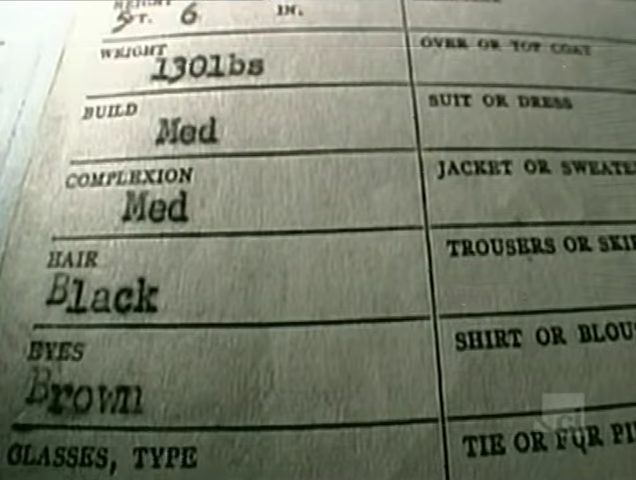 HEIGHT
5FT. 6 IN.
WEIGHT
130lbs
OVER OR TOP COAT
BUILD
Med
SUIT OR DRESS
COMPLEXION
Med
JACKET OR SWEATE
HAIR
Black
TROUSERS OR SKI
EYES
Brown
SHIRT OR BLOU
GLASSES, TYPE
TIE OR FUR PI